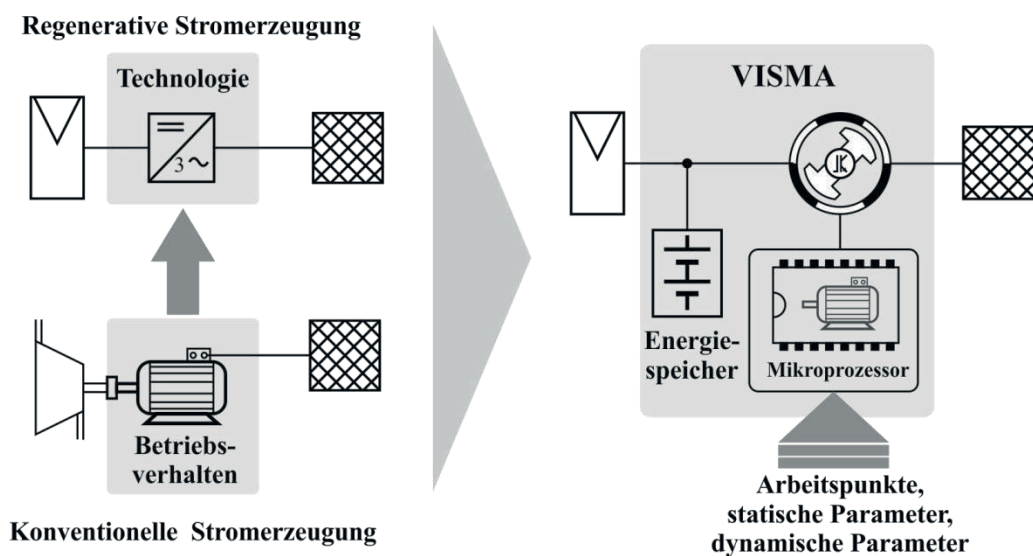 Regenerative Stromerzeugung
Technologie
3
Betriebs-
verhalten
Konventionelle Stromerzeugung
VISMA
Energie-
speicher
Mikroprozessor
Arbeitspunkte,
statische Parameter,
dynamische Parameter